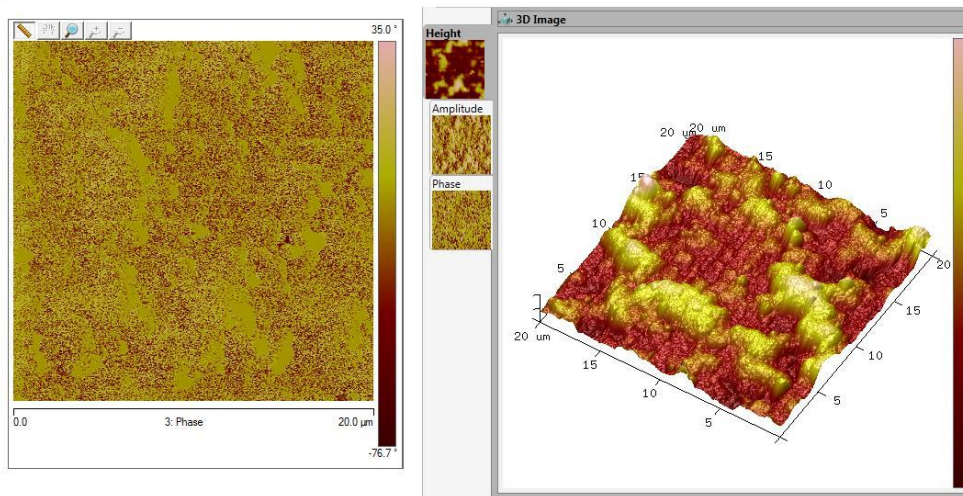 35.0 °
0.0 3: Phase 20.0 µm
-76.7 °
Height
Amplitude
Phase
3D Image
20 um 20 um
15 15
10 10
5 5
20
15
10
5
20 um
15
10
5